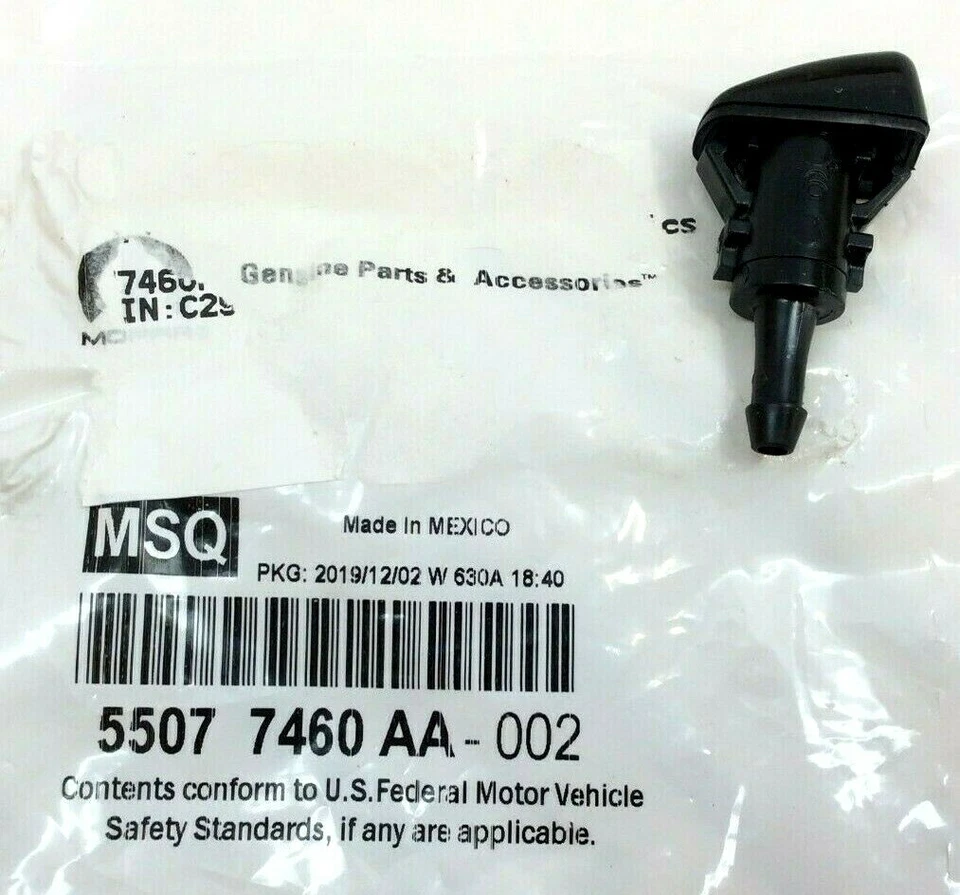 cs
Genuine Parts & Accessories™
7460
IN:C29
MOPAR
MSQ
Made In MEXICO
PKG: 2019/12/02 W 630A 18:40
5507 7460 AA - 002
Contents conform to U.S.Federal Motor Vehicle
Safety Standards, if any are applicable.